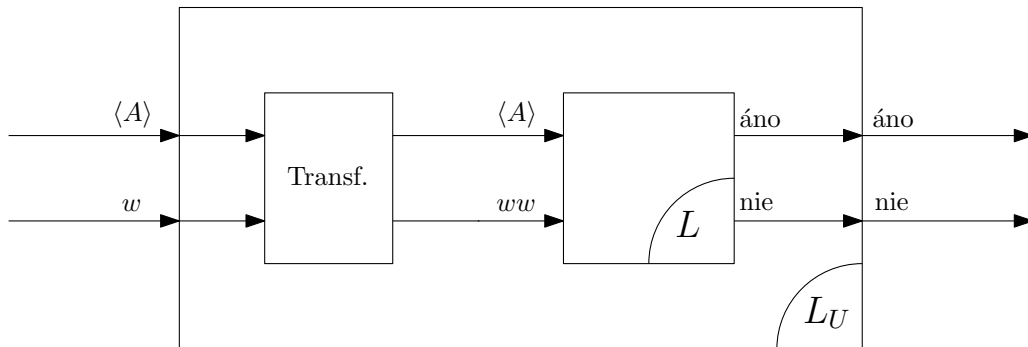 ⟨A⟩ ⟨A⟩ áno áno
Transf.
w ww nie nie
L
L_U